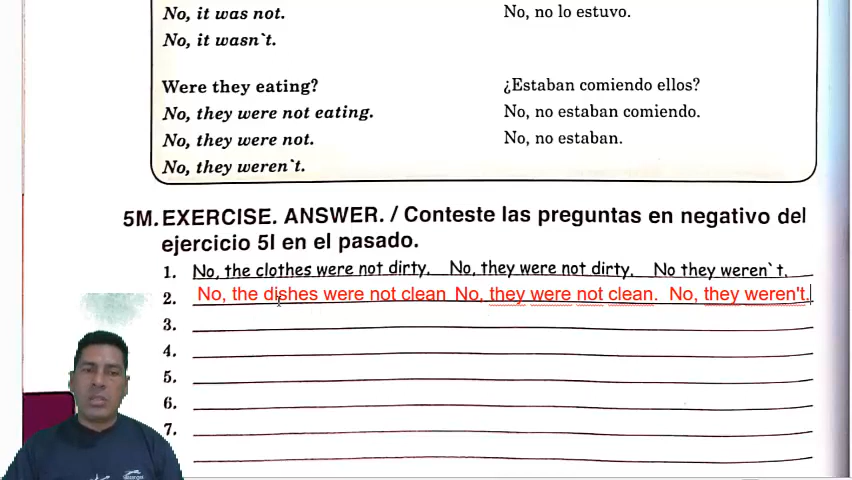 No, it was not.
No, no lo estuvo.
No, it wasn`t.
Were they eating?
¿Estaban comiendo ellos?
No, they were not eating.
No, no estaban comiendo.
No, they were not.
No, no estaban.
No, they weren`t.
5M. EXERCISE. ANSWER. / Conteste las preguntas en negativo del
ejercicio 5I en el pasado.
1. No, the clothes were not dirty. No, they were not dirty. No they weren`t.
2. No, the dishes were not clean No, they were not clean. No, they weren't.
3.
4.
5.
6.
7.